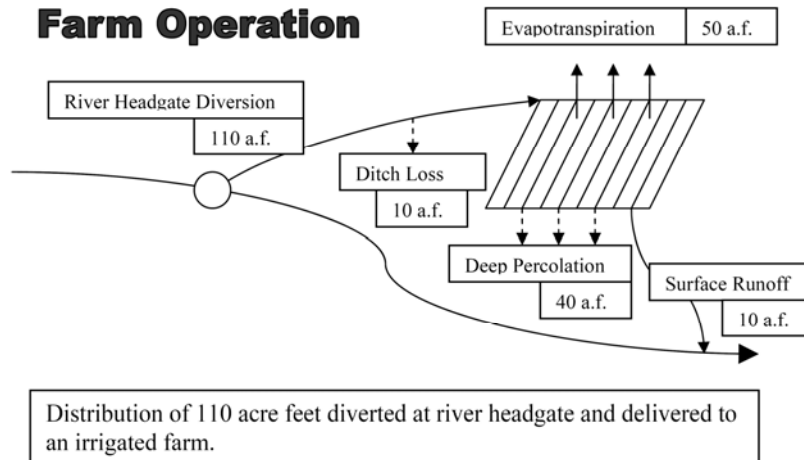 Farm Operation
Evapotranspiration 50 a.f.
River Headgate Diversion
110 a.f.
Ditch Loss
10 a.f.
Deep Percolation
40 a.f.
Surface Runoff
10 a.f.
Distribution of 110 acre feet diverted at river headgate and delivered to
an irrigated farm.